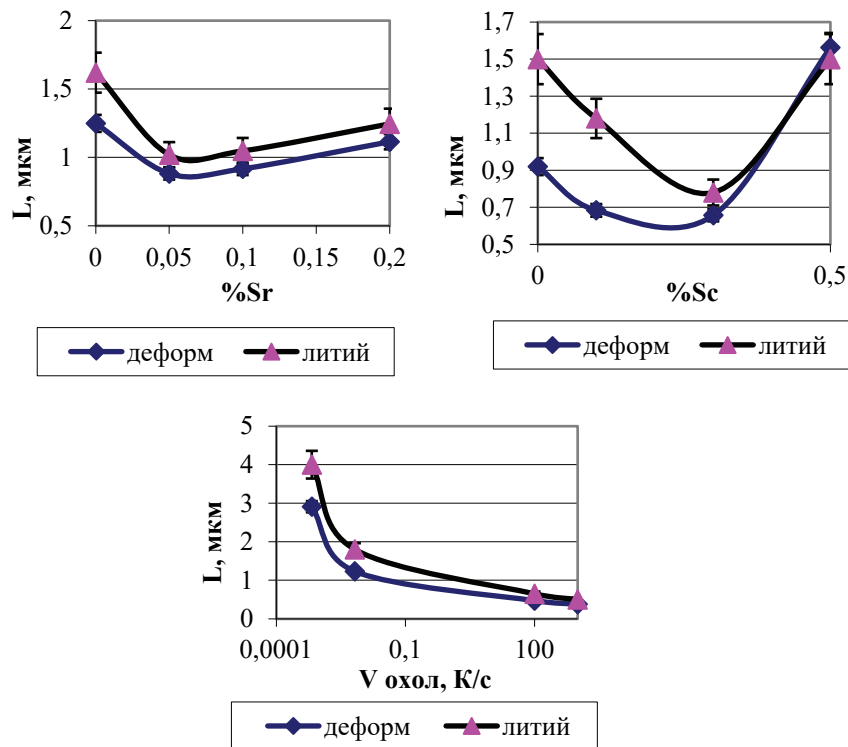 2
1,5
1
0,5
L, мкм
0 0,05 0,1 0,15 0,2
%Sr
деформ литий
1,7
1,5
1,3
1,1
0,9
0,7
0,5
L, мкм
0 0,5
%Sc
деформ литий
5
4
3
2
1
0
L, мкм
0,0001 0,1 100
V охол, К/с
деформ литий